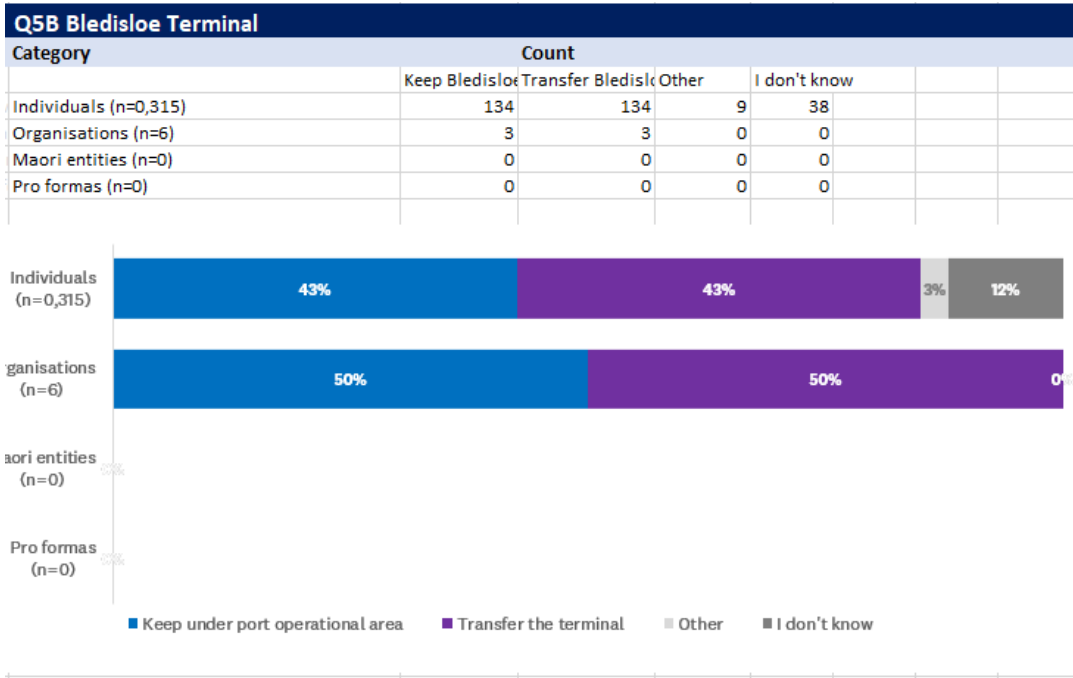 Q5B Bledisloe Terminal
Category Count
Keep Bledisloe Transfer Bledislo Other I don't know
Individuals (n=0,315) 134 134 9 38
Organisations (n=6) 3 3 0 0
Maori entities (n=0) 0 0 0 0
Pro formas (n=0) 0 0 0 0
Individuals
(n=0,315)
43% 43% 3% 12%
rganisations
(n=6)
50% 50% 0%
aori entities
(n=0)
Pro formas
(n=0)
Keep under port operational area Transfer the terminal Other I don't know